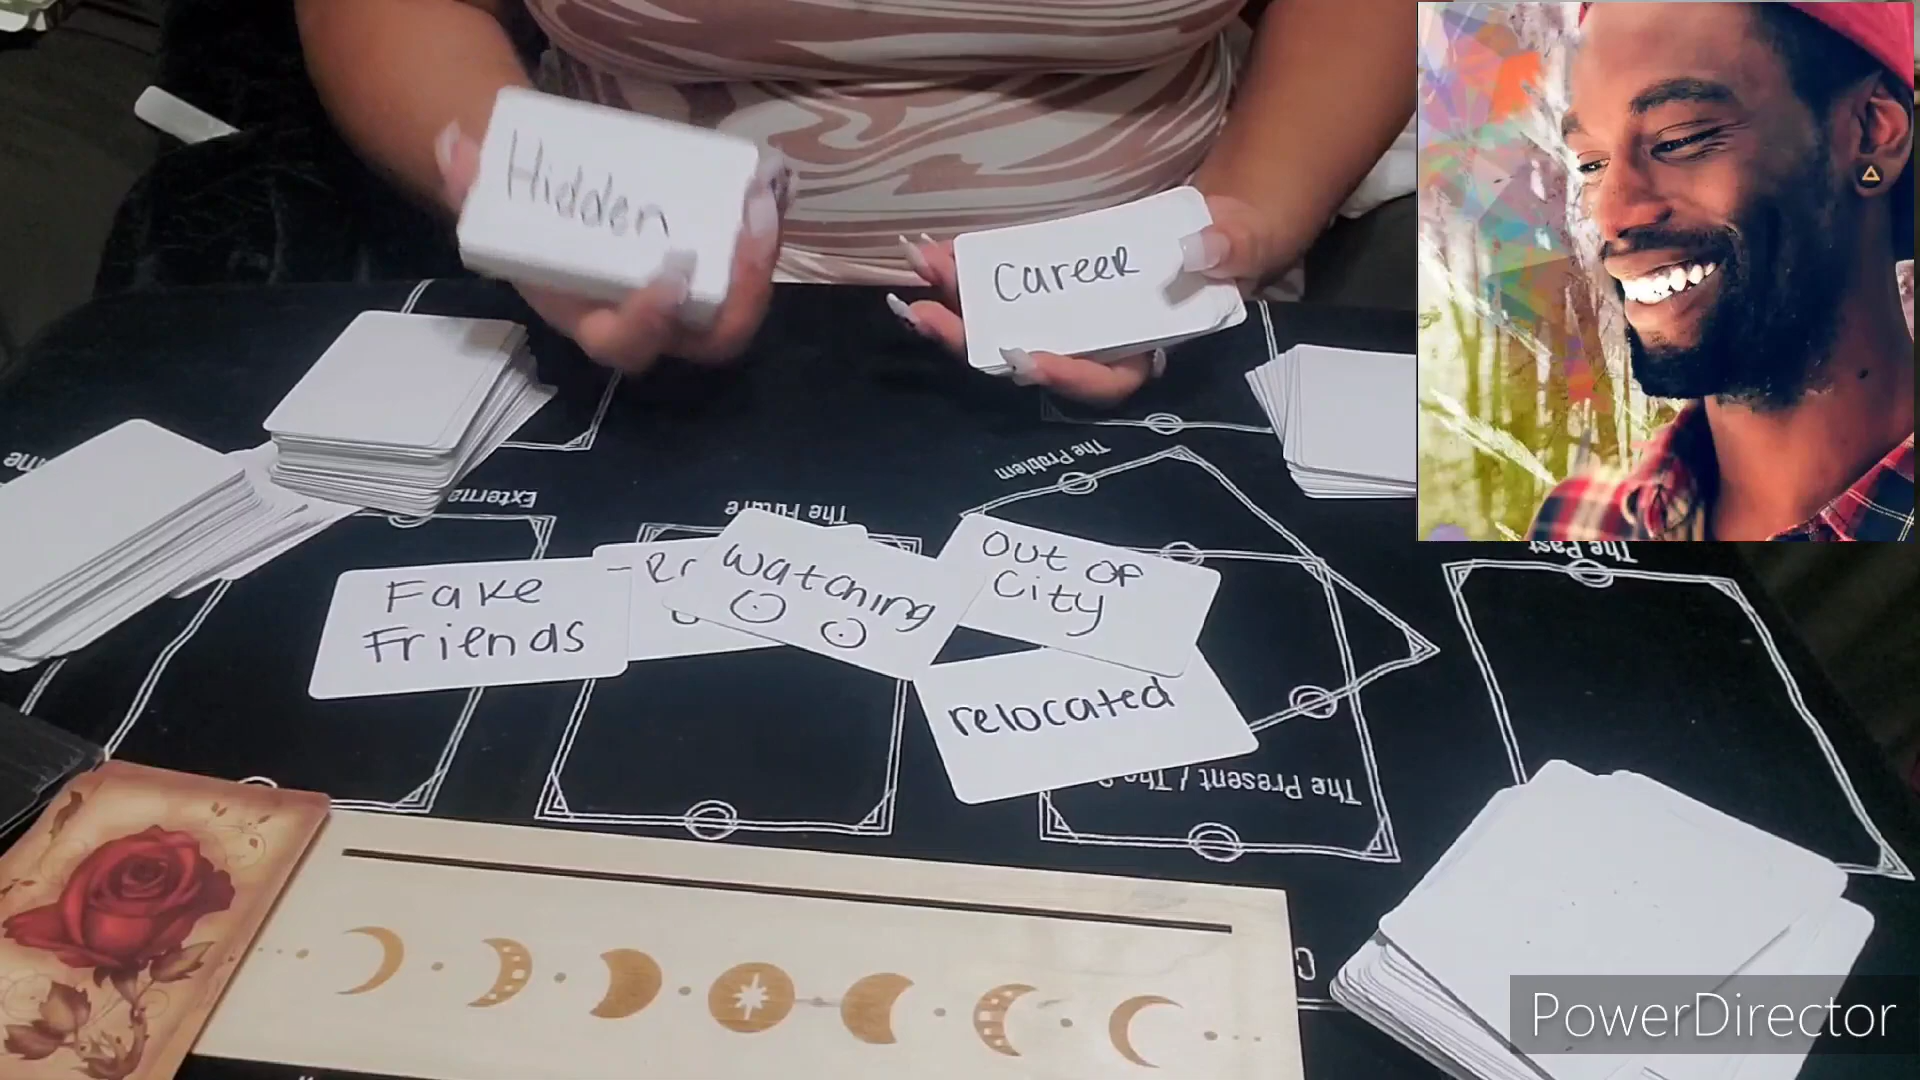 Hidden
Career
Fake
Friends
Watching
Out of
City
relocated
The Problem
Externa
The Future
The Past
The Present / The
PowerDirector